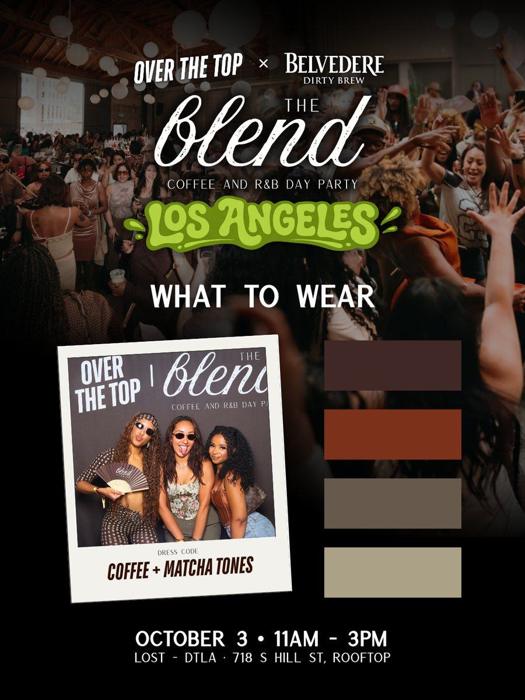 OVER THE TOP × BELVEDERE
DIRTY BREW
THE
blend
COFFEE AND R&B DAY PARTY
LOS ANGELES
WHAT TO WEAR
OVER
THE TOP
THE
blend
COFFEE AND R&B DAY P
blend
DRESS CODE
COFFEE + MATCHA TONES
OCTOBER 3 • 11AM - 3PM
LOST - DTLA · 718 S HILL ST, ROOFTOP